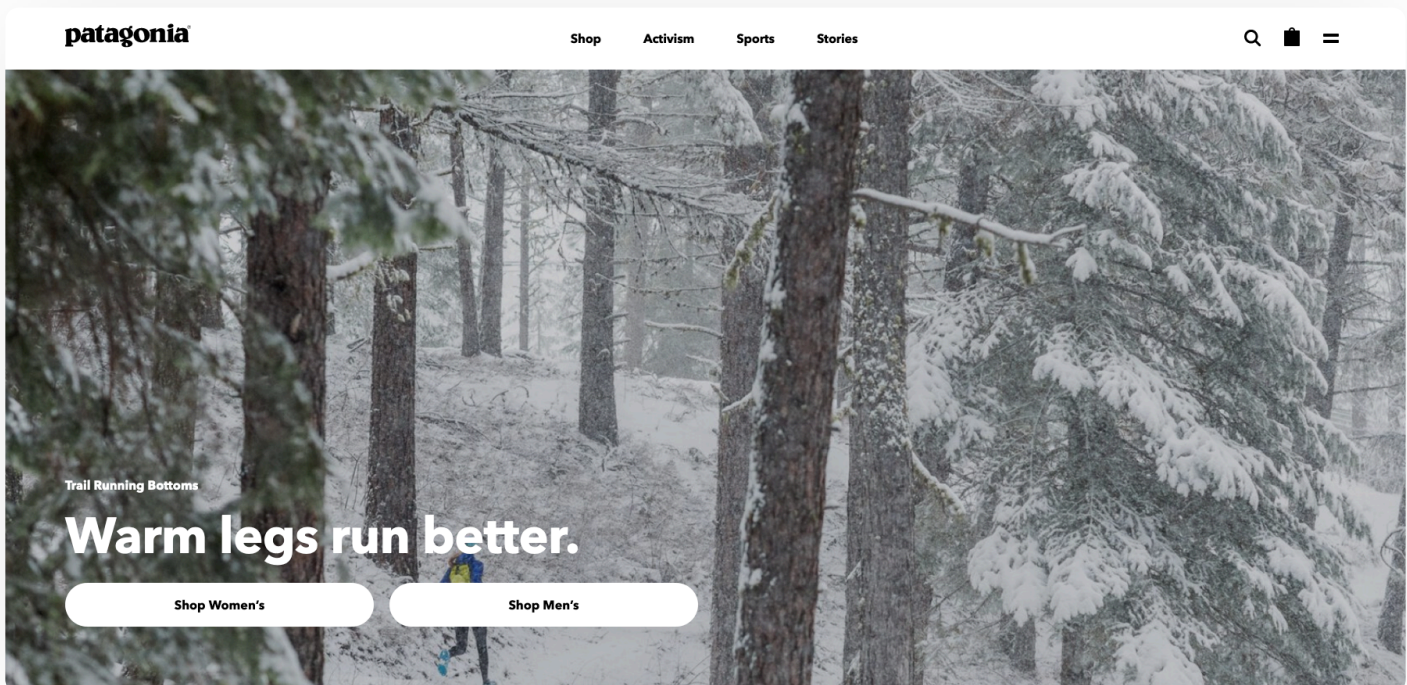 patagonia®
Shop Activism Sports Stories
Trail Running Bottoms
Warm legs run better.
Shop Women’s Shop Men’s